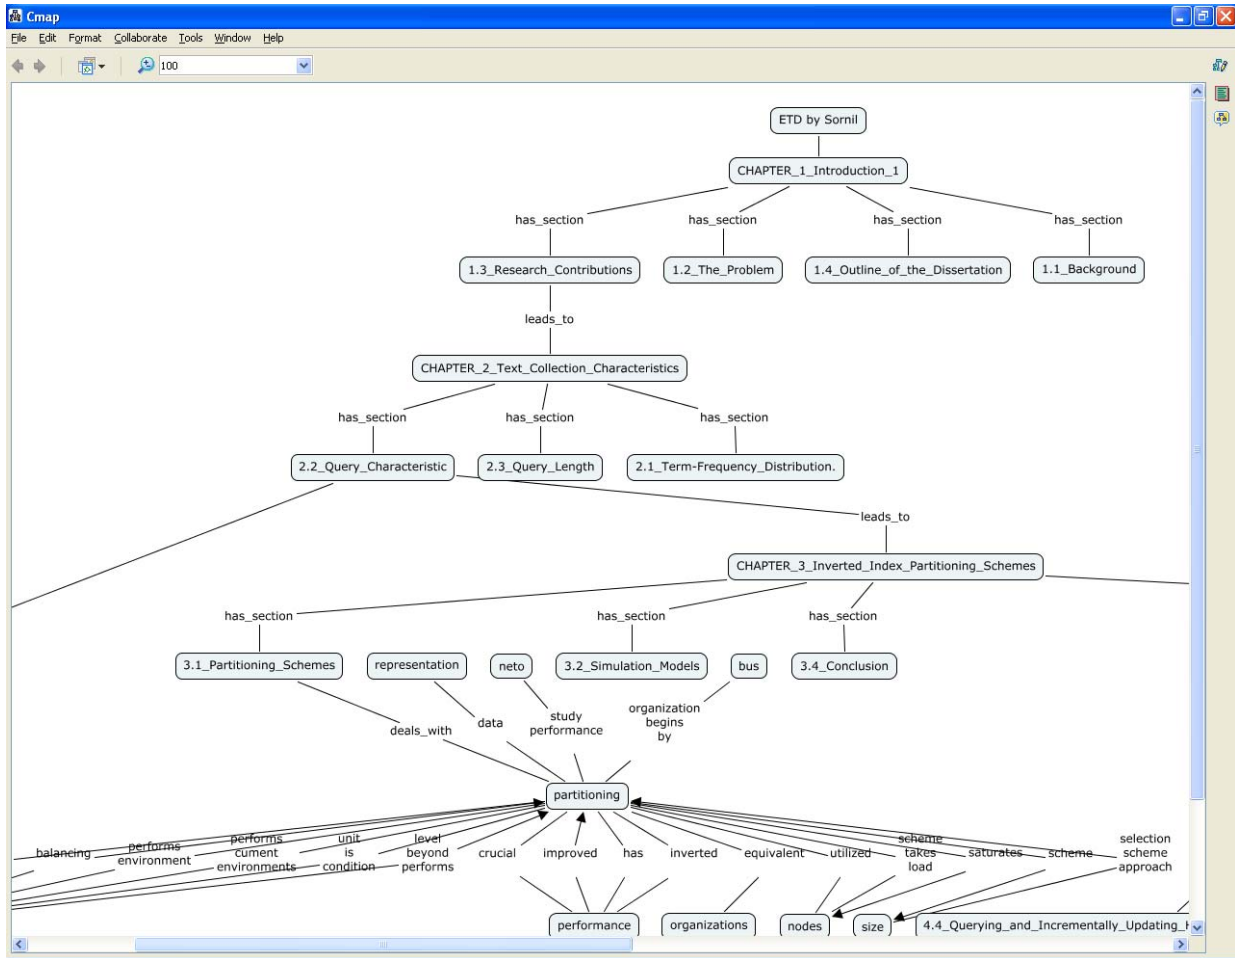 Cmap
File Edit Format Collaborate Tools Window Help
100
ETD by Sornil
CHAPTER_1_Introduction_1
has_section has_section has_section has_section
1.3_Research_Contributions 1.2_The_Problem 1.4_Outline_of_the_Dissertation 1.1_Background
leads_to
CHAPTER_2_Text_Collection_Characteristics
has_section has_section has_section
2.2_Query_Characteristic 2.3_Query_Length 2.1_Term-Frequency_Distribution.
leads_to
CHAPTER_3_Inverted_Index_Partitioning_Schemes
has_section has_section has_section
3.1_Partitioning_Schemes representation neto 3.2_Simulation_Models bus 3.4_Conclusion
deals_with
data
study
performance
organization
begins
by
partitioning
balancing
performs
environment
performs
cument
environments
unit
is
condition
level
beyond
performs
crucial
improved
has
inverted
equivalent
utilized
scheme
takes
load
saturates
scheme
selection
scheme
approach
performance organizations nodes size 4.4_Querying_and_Incrementally_Updating_